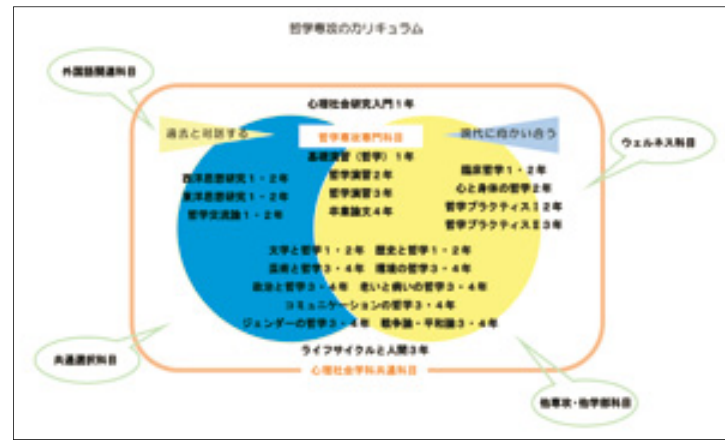 哲学専攻のカリキュラム
外国語関連科目
心理社会研究入門1年
過去と対話する
哲学専攻専門科目
現代に向かい合う
ウェルネス科目
基礎演習(哲学)1年
西洋思想研究1・2年
哲学演習2年
臨床哲学1・2年
東洋思想研究1・2年
哲学演習3年
心と身体の哲学2年
哲学交流論1・2年
卒業論文4年
哲学プラクティスⅠ2年
哲学プラクティスⅡ3年
文学と哲学1・2年 歴史と哲学1・2年
芸術と哲学3・4年 環境の哲学3・4年
政治と哲学3・4年 老いと病いの哲学3・4年
コミュニケーションの哲学3・4年
ジェンダーの哲学3・4年 戦争論・平和論3・4年
共通選択科目
ライフサイクルと人間3年
心理社会学科共通科目
他専攻・他学部科目